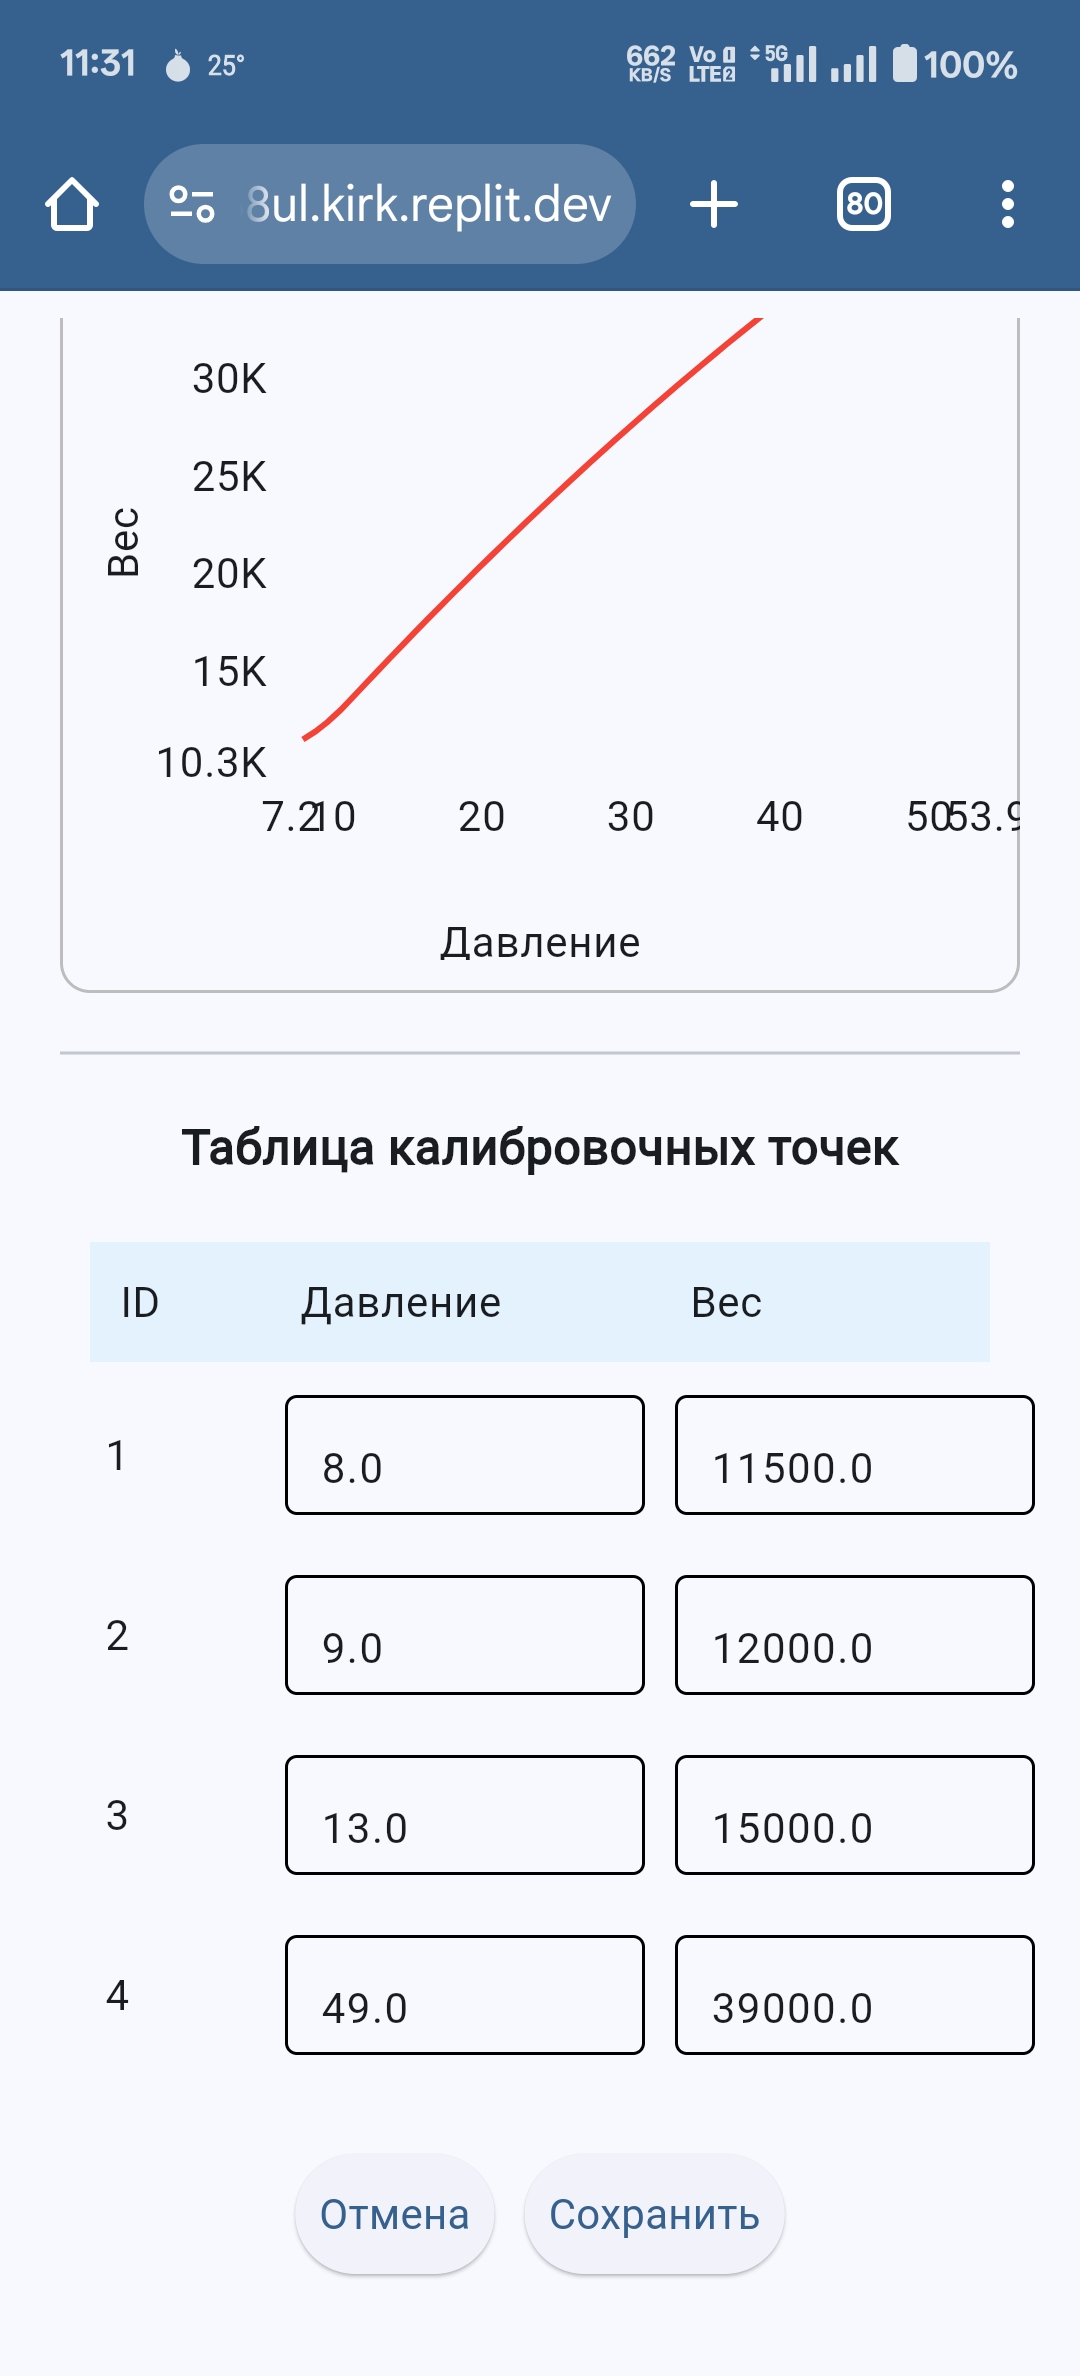 11:31 25° 662 KB/S Vo 1 LTE 2 5G 100%
8ul.kirk.replit.dev 80
30K
25K
Вес
20K
15K
10.3K
7.2 10 20 30 40 50 53.9
Давление
Таблица калибровочных точек
ID Давление Вес
1 8.0 11500.0
2 9.0 12000.0
3 13.0 15000.0
4 49.0 39000.0
Отмена Сохранить